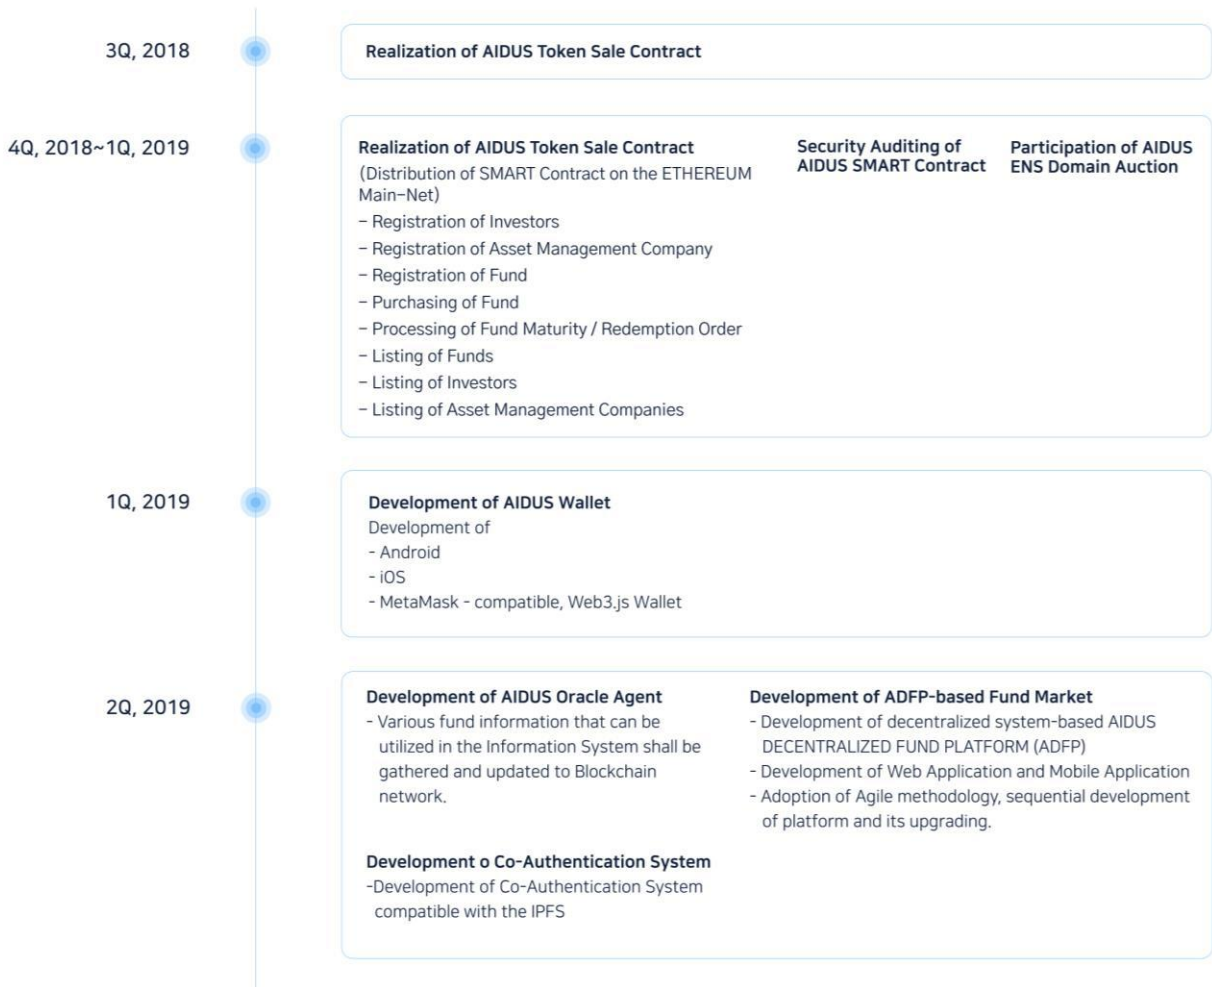 3Q, 2018
Realization of AIDUS Token Sale Contract
4Q, 2018~1Q, 2019
Realization of AIDUS Token Sale Contract
(Distribution of SMART Contract on the ETHEREUM
Main-Net)
- Registration of Investors
- Registration of Asset Management Company
- Registration of Fund
- Purchasing of Fund
- Processing of Fund Maturity / Redemption Order
- Listing of Funds
- Listing of Investors
- Listing of Asset Management Companies
Security Auditing of
AIDUS SMART Contract
Participation of AIDUS
ENS Domain Auction
1Q, 2019
Development of AIDUS Wallet
Development of
- Android
- iOS
- MetaMask - compatible, Web3.js Wallet
2Q, 2019
Development of AIDUS Oracle Agent
- Various fund information that can be
utilized in the Information System shall be
gathered and updated to Blockchain
network.
Development o Co-Authentication System
-Development of Co-Authentication System
compatible with the IPFS
Development of ADFP-based Fund Market
- Development of decentralized system-based AIDUS
DECENTRALIZED FUND PLATFORM (ADFP)
- Development of Web Application and Mobile Application
- Adoption of Agile methodology, sequential development
of platform and its upgrading.